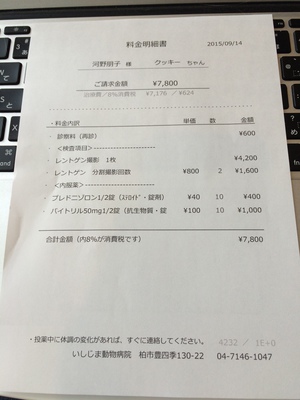 料金明細書 2015/09/14
河野朋子 様 クッキー ちゃん
ご請求金額 ¥7,800
¥7,176 / ¥624
・料金内訳 単価 数 金額
・ 診察料（再診） ¥600
・ <検査項目>
・ レントゲン撮影 1枚 ¥4,200
・ レントゲン 分割撮影回数 ¥800 2 ¥1,600
・ <内服薬>
・ プレドニゾロン1/2錠（ｽﾃﾛｲﾄﾞ・錠剤） ¥40 10 ¥400
・ バイトリル50mg1/2錠（抗生物質・錠 ¥100 10 ¥1,000
合計金額（内8%が消費税です） ¥7,800
・投薬中に体調の変化があれば、すぐに連絡してください。 4232 / 1E+0
いしじま動物病院 柏市豊四季130-22 04-7146-1047